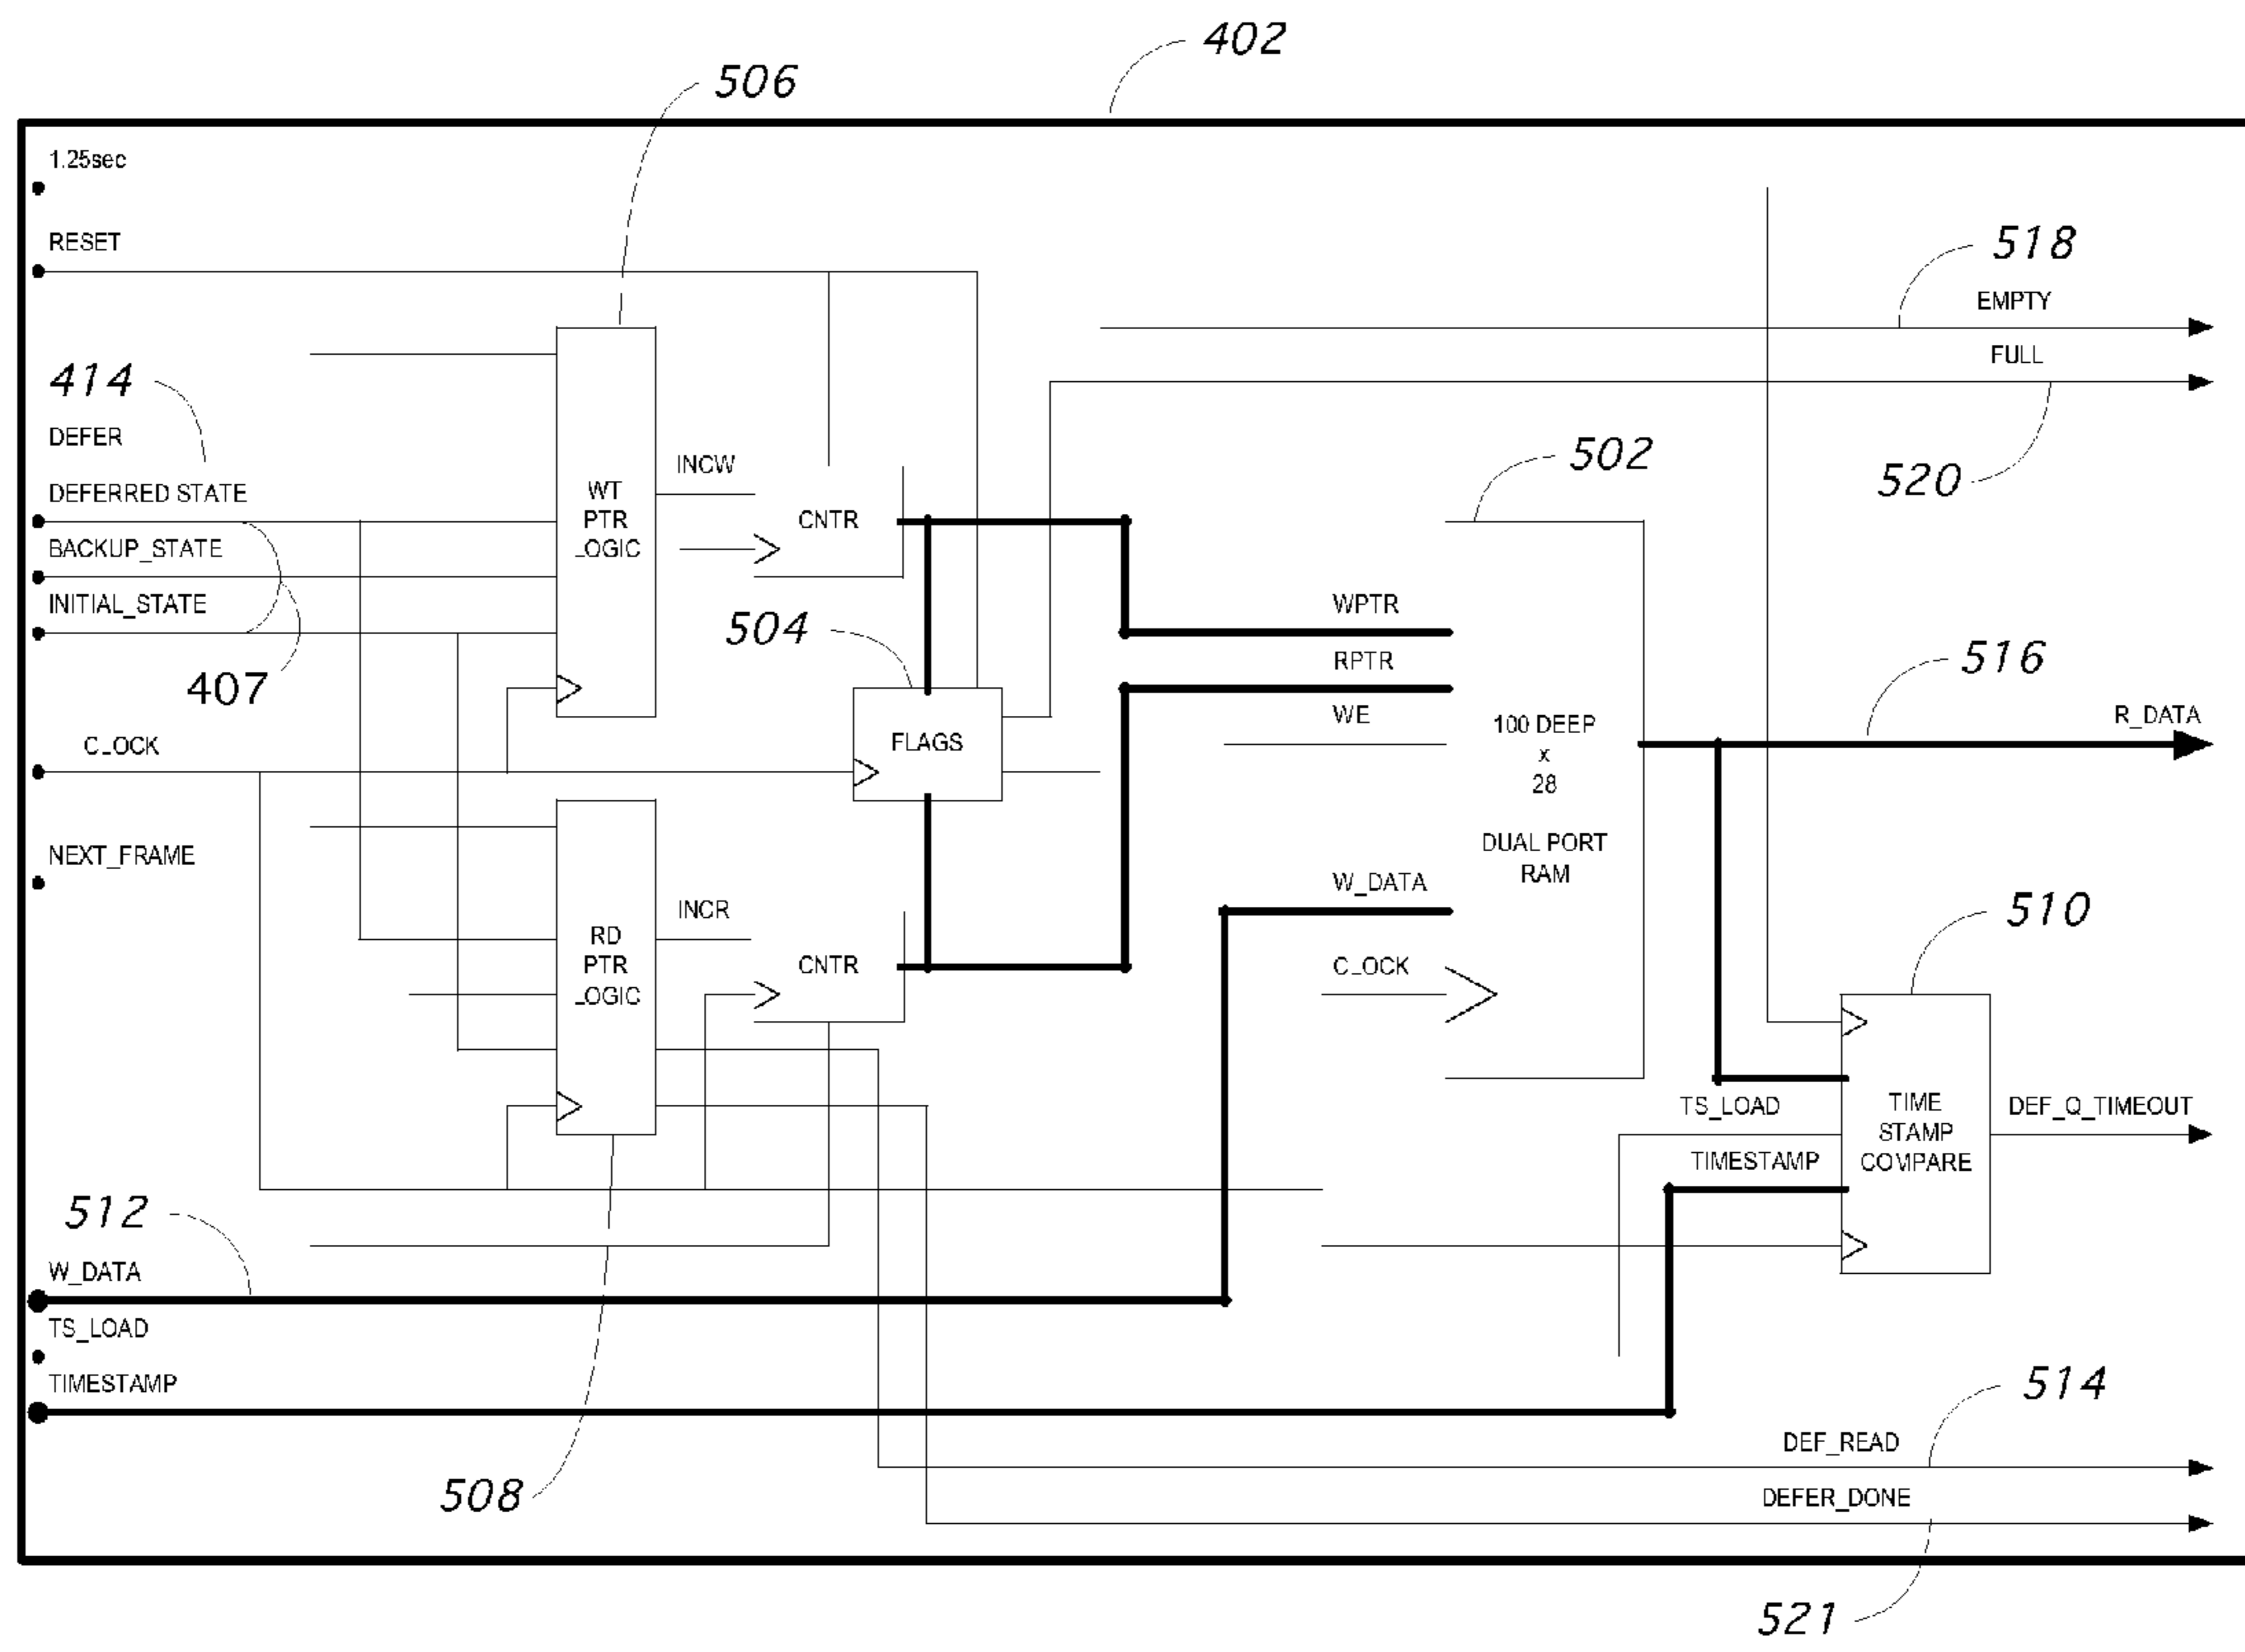 402
506
1.25sec
RESET
518
EMPTY
FULL
414
DEFER
INCW
502
520
DEFERRED STATE
WT
PTR
LOGIC
CNTR
BACKUP_STATE
INITIAL_STATE
504
WPTR
RPTR
516
407
WE
R_DATA
CLOCK
FLAGS
100 DEEP
x
28
DUAL PORT
RAM
NEXT_FRAME
W_DATA
INCR
510
RD
PTR
LOGIC
CNTR
CLOCK
TS_LOAD
TIME
STAMP
COMPARE
DEF_Q_TIMEOUT
TIMESTAMP
512
W_DATA
TS_LOAD
TIMESTAMP
514
DEF_READ
508
DEFER_DONE
521